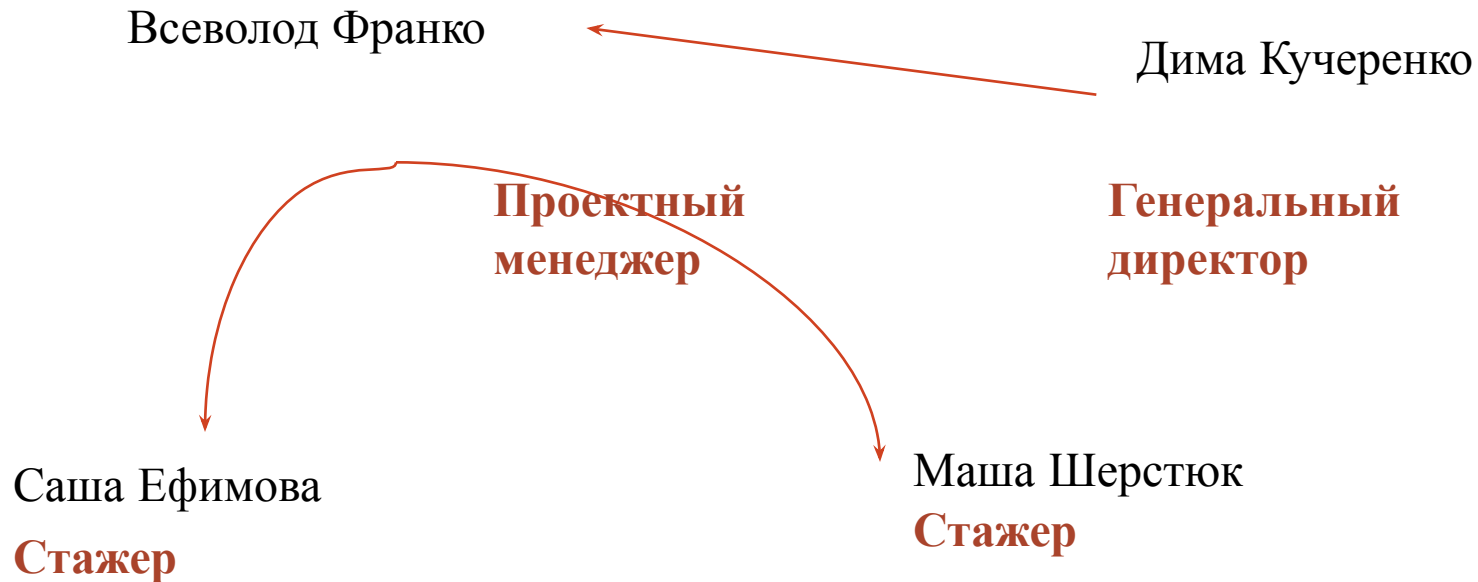 Всеволод Франко
Дима Кучеренко
Проектный
менеджер
Генеральный
директор
Саша Ефимова
Стажер
Маша Шерстюк
Стажер